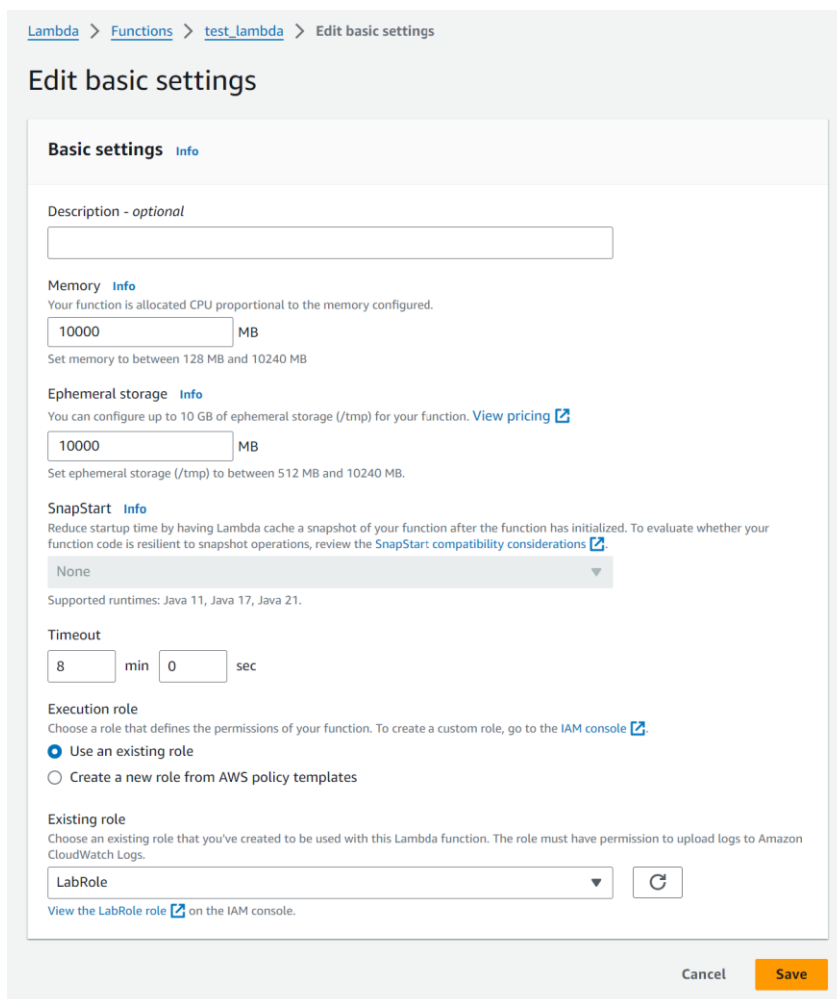 Lambda > Functions > test_lambda > Edit basic settings
Edit basic settings
Basic settings Info
Description - optional
Memory Info
Your function is allocated CPU proportional to the memory configured.
10000 MB
Set memory to between 128 MB and 10240 MB
Ephemeral storage Info
You can configure up to 10 GB of ephemeral storage (/tmp) for your function. View pricing
10000 MB
Set ephemeral storage (/tmp) to between 512 MB and 10240 MB.
SnapStart Info
Reduce startup time by having Lambda cache a snapshot of your function after the function has initialized. To evaluate whether your
function code is resilient to snapshot operations, review the SnapStart compatibility considerations.
None
Supported runtimes: Java 11, Java 17, Java 21.
Timeout
8 min 0 sec
Execution role
Choose a role that defines the permissions of your function. To create a custom role, go to the IAM console.
Use an existing role
Create a new role from AWS policy templates
Existing role
Choose an existing role that you've created to be used with this Lambda function. The role must have permission to upload logs to Amazon
CloudWatch Logs.
LabRole
View the LabRole role on the IAM console.
Cancel Save